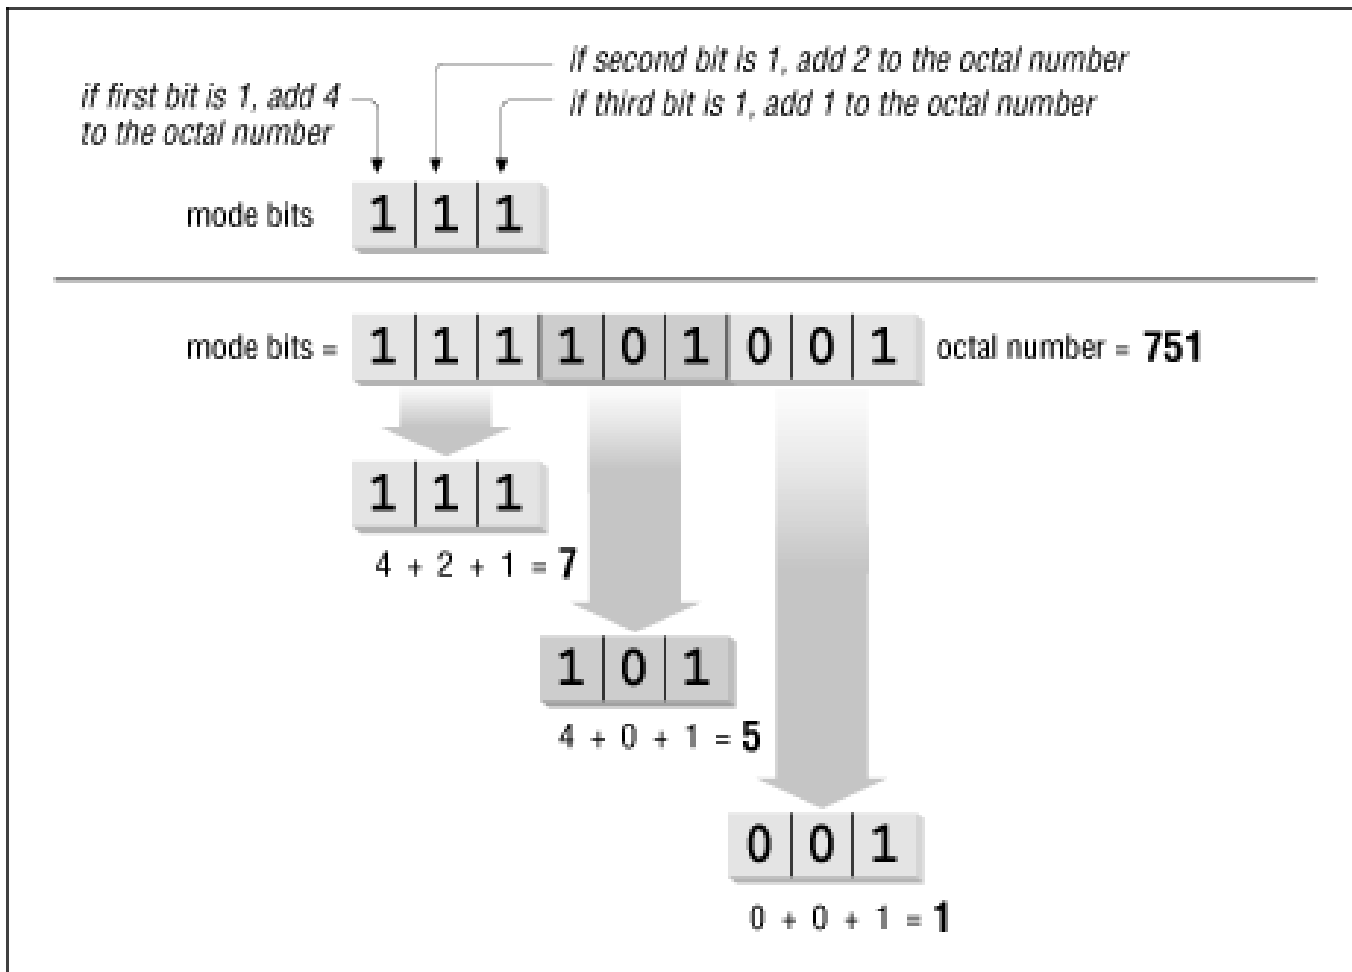 if second bit is 1, add 2 to the octal number
if first bit is 1, add 4
to the octal number
if third bit is 1, add 1 to the octal number
mode bits 1 1 1
mode bits = 1 1 1 1 0 1 0 0 1 octal number = 751
1 1 1
4 + 2 + 1 = 7
1 0 1
4 + 0 + 1 = 5
0 0 1
0 + 0 + 1 = 1